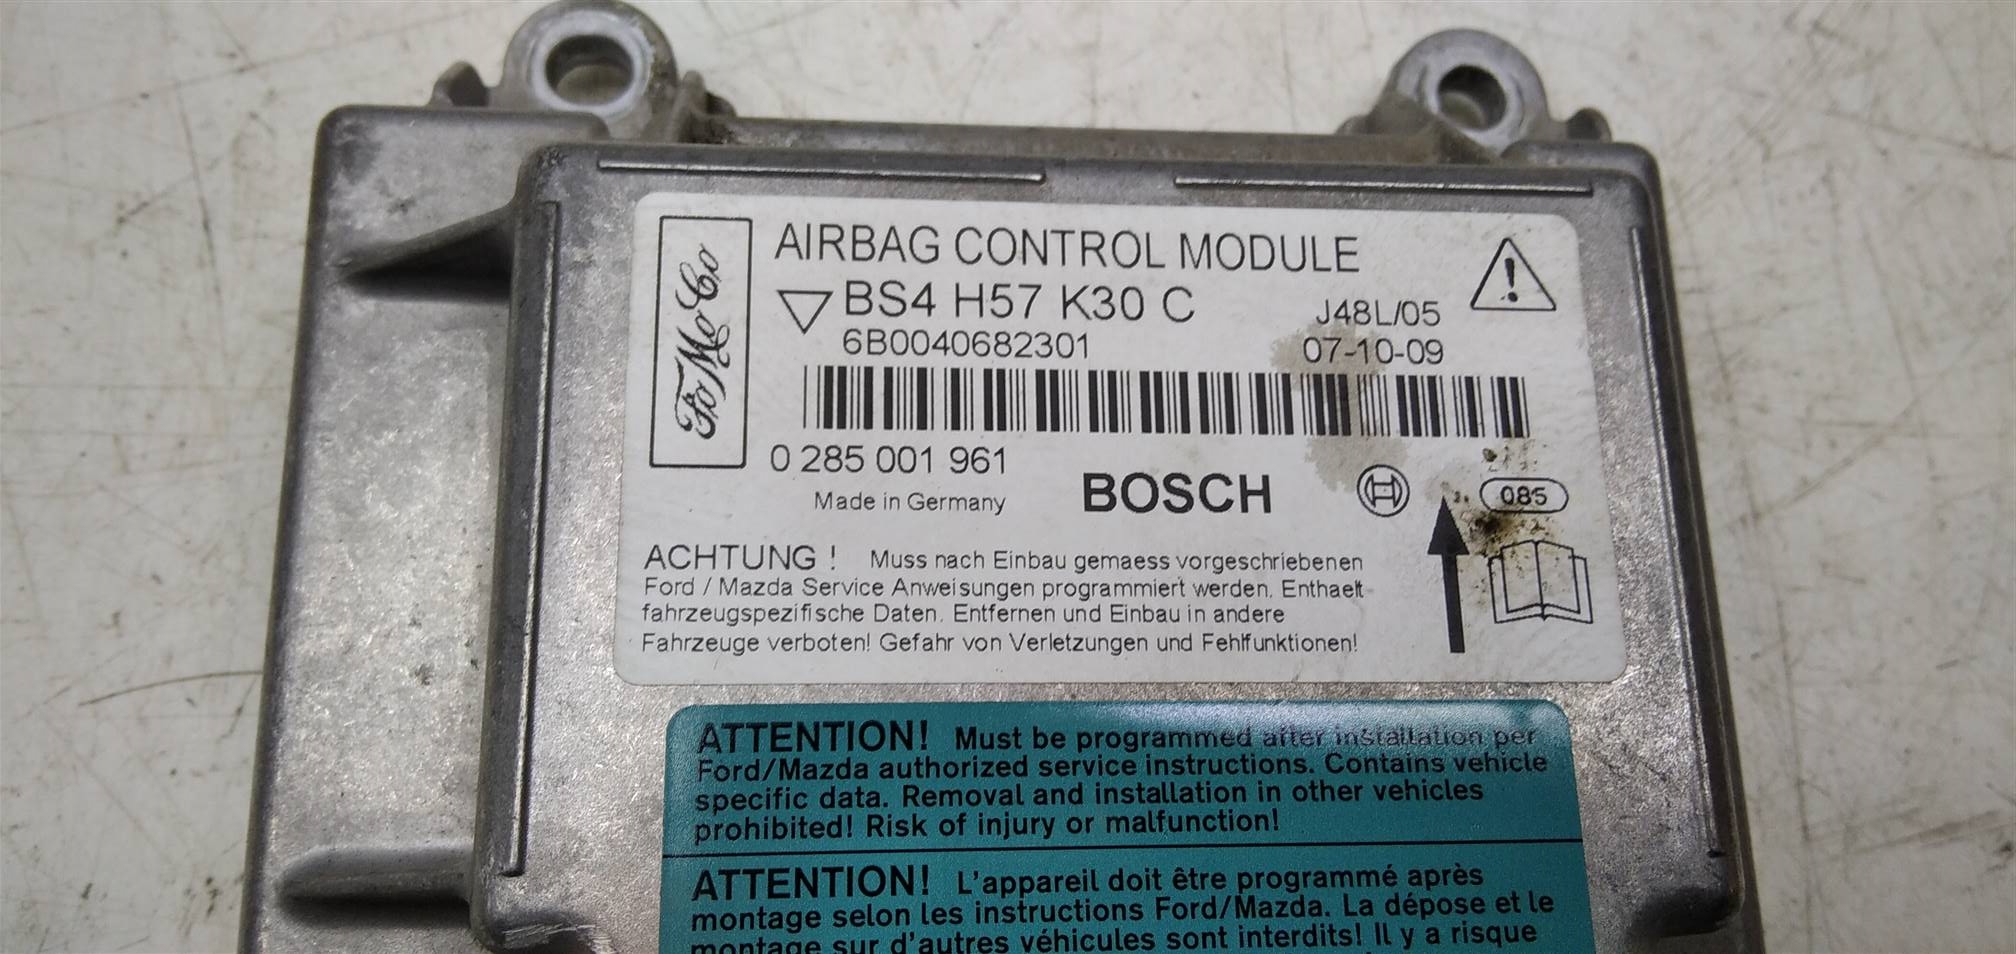 FoMoCo
AIRBAG CONTROL MODULE
BS4 H57 K30 C
J48L/05
6B0040682301
07-10-09
0 285 001 961
Made in Germany
BOSCH
085
ACHTUNG ! Muss nach Einbau gemaess vorgeschriebenen
Ford / Mazda Service Anweisungen programmiert werden. Enthaelt
fahrzeugspezifische Daten. Entfernen und Einbau in andere
Fahrzeuge verboten! Gefahr von Verletzungen und Fehlfunktionen!
ATTENTION! Must be programmed after installation per
Ford/Mazda authorized service instructions. Contains vehicle
specific data. Removal and installation in other vehicles
prohibited! Risk of injury or malfunction!
ATTENTION! L'appareil doit être programmé après
montage selon les instructions Ford/Mazda. La dépose et le
montage sur d'autres véhicules sont interdits! Il y a risque